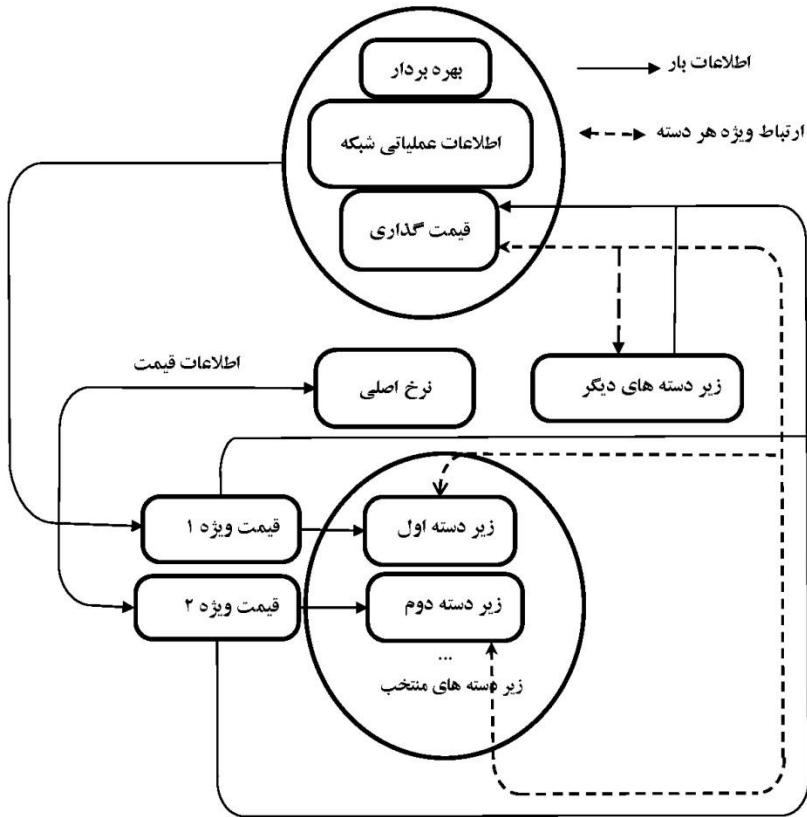 بهره بردار
اطلاعات بار
اطلاعات عملیاتی شبکه
ارتباط ویژه هر دسته
قیمت گذاری
اطلاعات قیمت
نرخ اصلی
زیر دسته های دیگر
قیمت ویژه ۱
زیر دسته اول
قیمت ویژه ۲
زیر دسته دوم
...
زیر دسته های منتخب